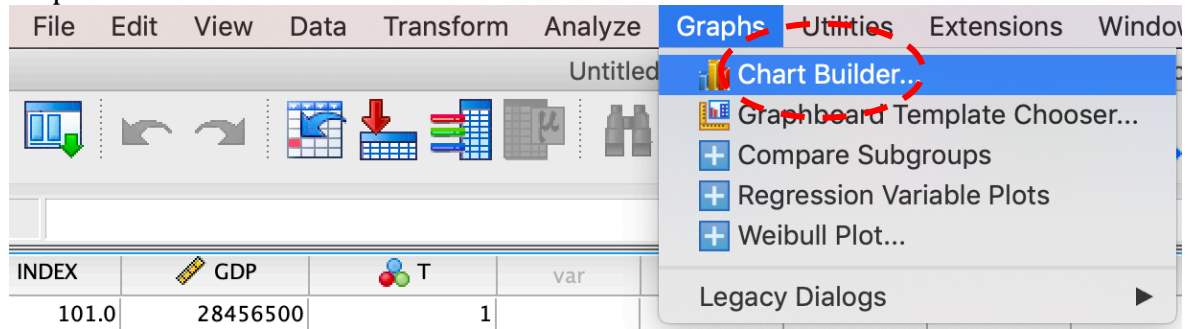 File Edit View Data Transform Analyze Graphs Utilities Extensions
Untitled
Chart Builder...
Graphboard Template Chooser...
Compare Subgroups
Regression Variable Plots
Weibull Plot...
Legacy Dialogs
INDEX GDP T var
101.0 28456500 1